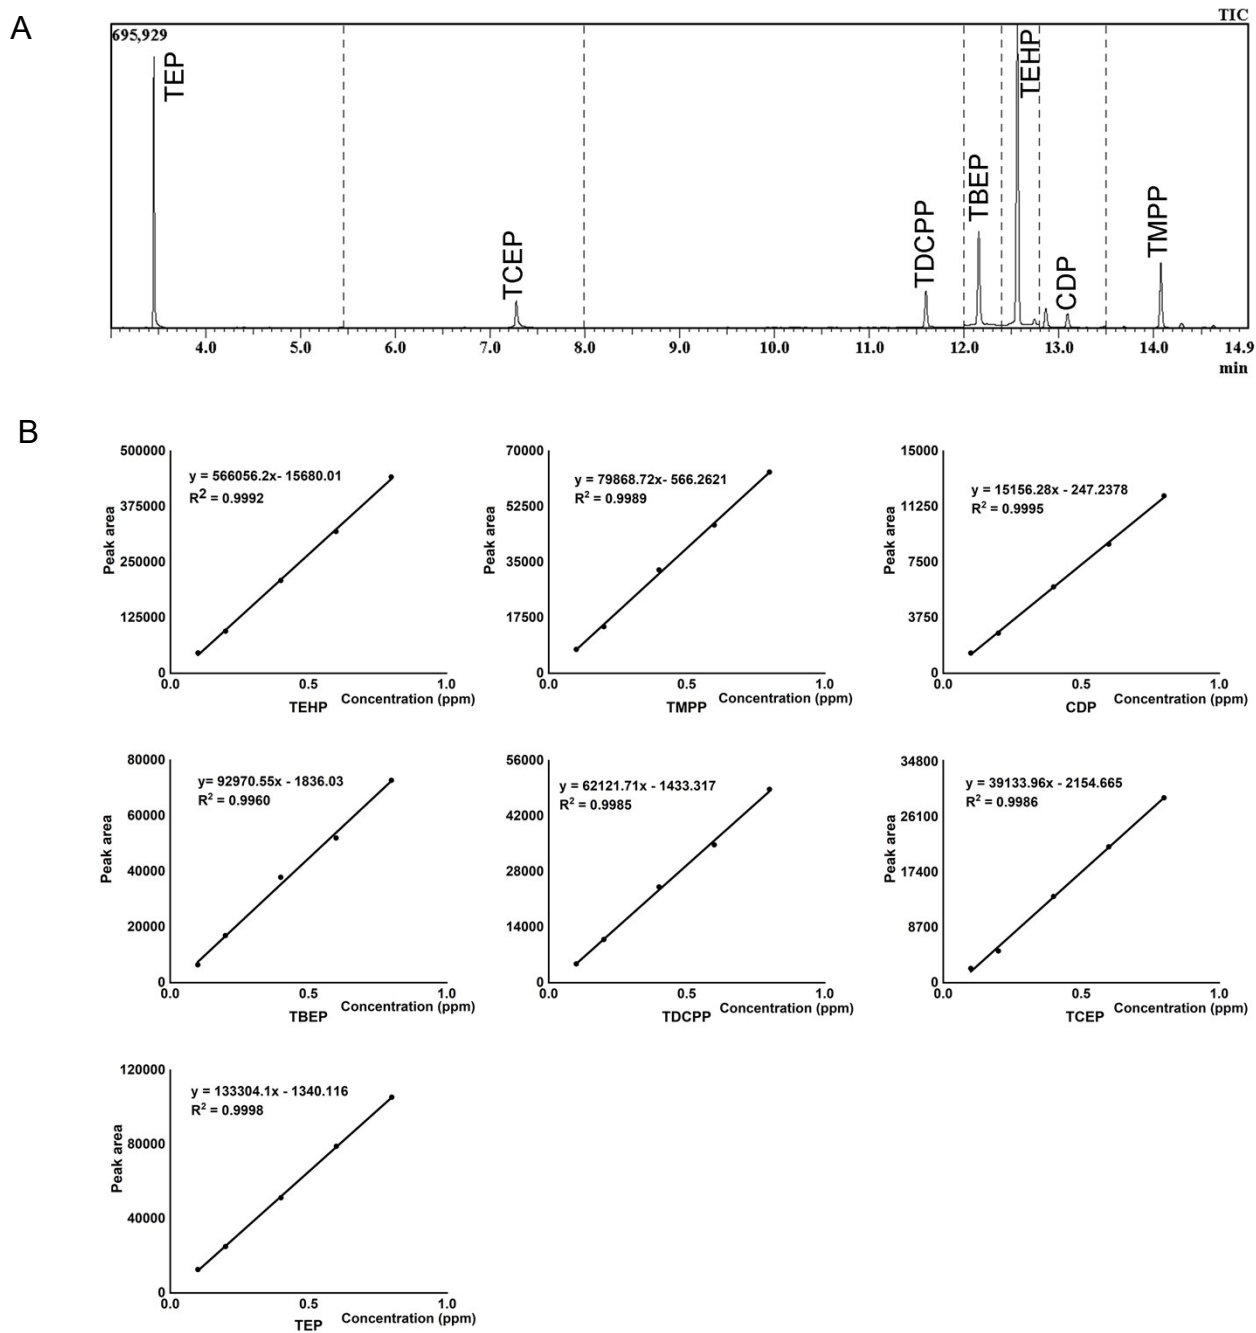 A
TIC
695,929
TEP
TCEP
TDCPP
TBEP
TEHP
CDP
TMPP
4.0 5.0 6.0 7.0 8.0 9.0 10.0 11.0 12.0 13.0 14.0 14.9
min
B
500000
375000
250000
125000
0
Peak area
y = 566056.2x- 15680.01
R² = 0.9992
0.0 0.5 1.0
Concentration (ppm)
TEHP
70000
52500
35000
17500
0
Peak area
y = 79868.72x- 566.2621
R² = 0.9989
0.0 0.5 1.0
Concentration (ppm)
TMPP
15000
11250
7500
3750
0
Peak area
y = 15156.28x - 247.2378
R² = 0.9995
0.0 0.5 1.0
Concentration (ppm)
CDP
80000
60000
40000
20000
0
Peak area
y= 92970.55x - 1836.03
R² = 0.9960
0.0 0.5 1.0
Concentration (ppm)
TBEP
56000
42000
28000
14000
0
Peak area
y = 62121.71x - 1433.317
R² = 0.9985
0.0 0.5 1.0
Concentration (ppm)
TDCPP
34800
26100
17400
8700
0
Peak area
y = 39133.96x - 2154.665
R² = 0.9986
0.0 0.5 1.0
Concentration (ppm)
TCEP
120000
80000
40000
0
Peak area
y = 133304.1x - 1340.116
R² = 0.9998
0.0 0.5 1.0
Concentration (ppm)
TEP